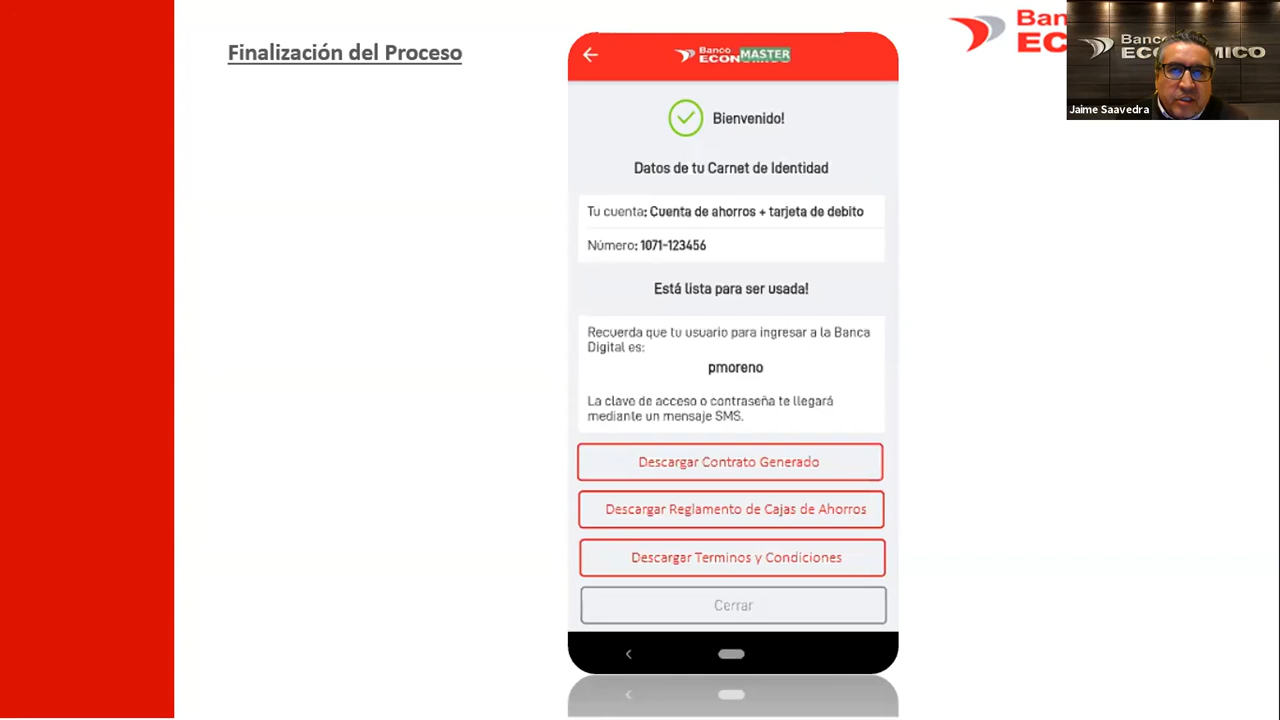 Finalización del Proceso
Banco
ECON
MASTER
Ban
EC
Banco
ECONÓMICO
Jaime Saavedra
Bienvenido!
Datos de tu Carnet de Identidad
Tu cuenta: Cuenta de ahorros + tarjeta de debito
Número: 1071-123456
Está lista para ser usada!
Recuerda que tu usuario para ingresar a la Banca
Digital es:
pmoreno
La clave de acceso o contraseña te llegará
mediante un mensaje SMS.
Descargar Contrato Generado
Descargar Reglamento de Cajas de Ahorros
Descargar Terminos y Condiciones
Cerrar